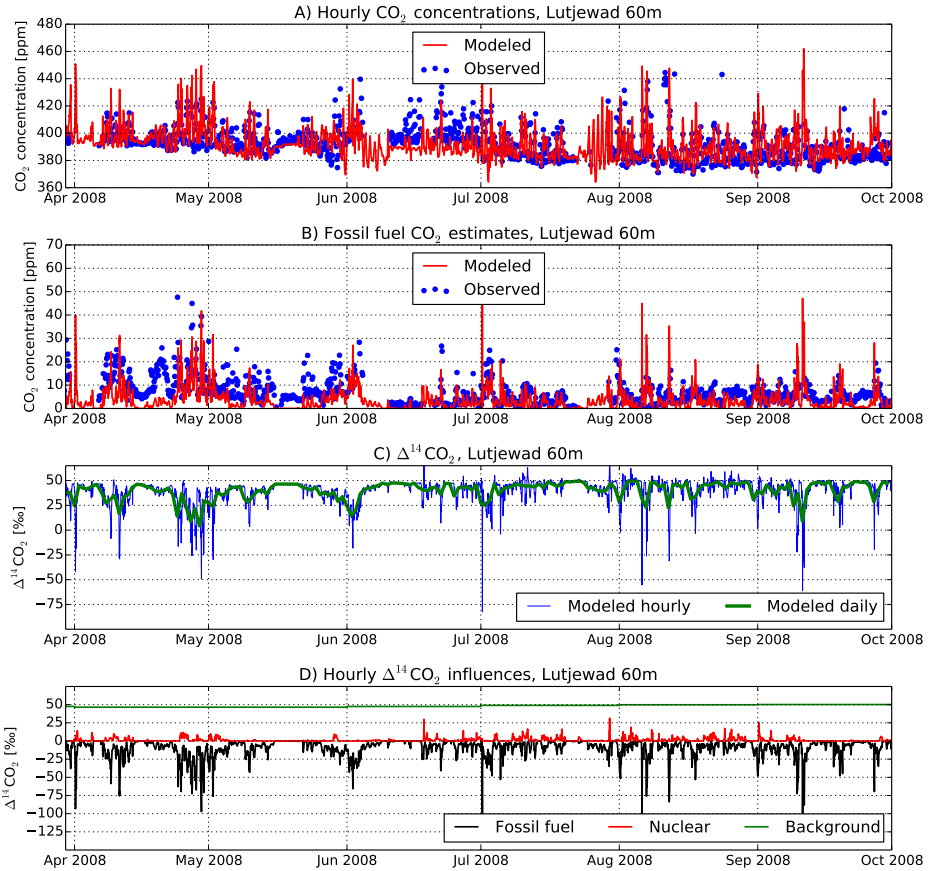 A) Hourly CO₂ concentrations, Lutjewad 60m
CO₂ concentration [ppm]
480
460
440
420
400
380
360
Modeled
Observed
Apr 2008 May 2008 Jun 2008 Jul 2008 Aug 2008 Sep 2008 Oct 2008
B) Fossil fuel CO₂ estimates, Lutjewad 60m
CO₂ concentration [ppm]
70
60
50
40
30
20
10
0
Modeled
Observed
Apr 2008 May 2008 Jun 2008 Jul 2008 Aug 2008 Sep 2008 Oct 2008
C) Δ¹⁴CO₂, Lutjewad 60m
Δ¹⁴CO₂ [‰]
50
25
0
−25
−50
−75
Modeled hourly Modeled daily
Apr 2008 May 2008 Jun 2008 Jul 2008 Aug 2008 Sep 2008 Oct 2008
D) Hourly Δ¹⁴CO₂ influences, Lutjewad 60m
Δ¹⁴CO₂ [‰]
50
25
0
−25
−50
−75
−100
−125
Fossil fuel Nuclear Background
Apr 2008 May 2008 Jun 2008 Jul 2008 Aug 2008 Sep 2008 Oct 2008